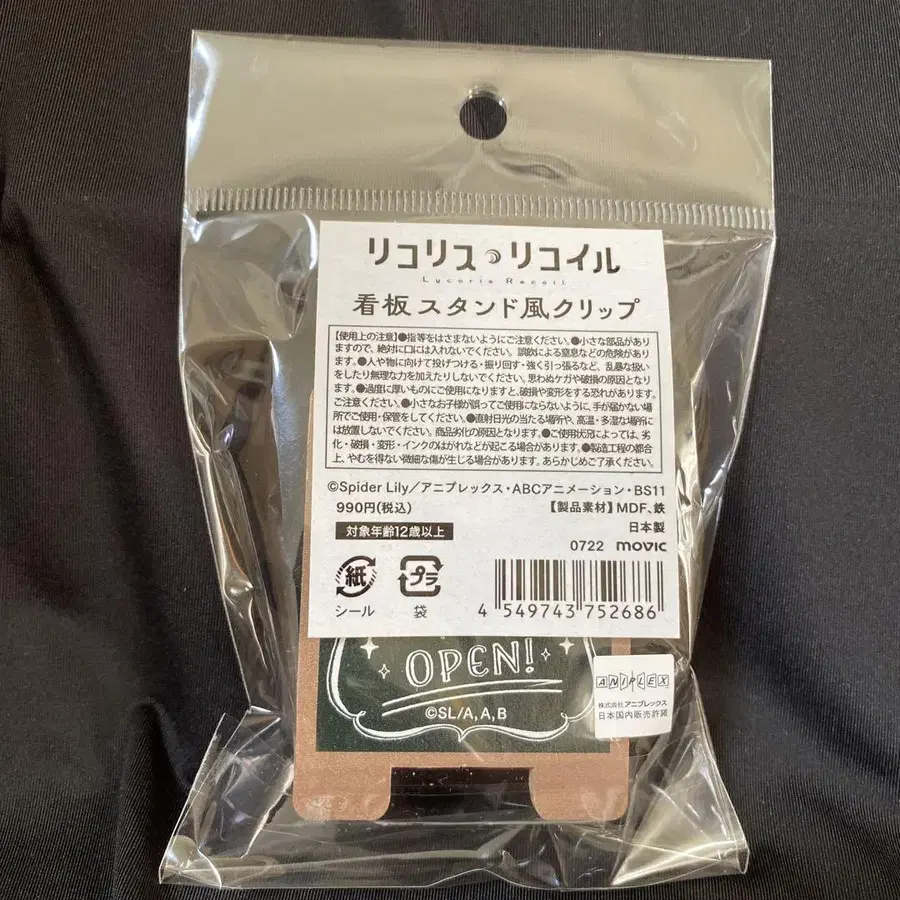 リコリス・リコイル
Lycoris Recoil
看板スタンド風クリップ
【使用上の注意】●指等をはさまないようにご注意ください。●小さな部品があり
ますので、絶対に口には入れないでください。誤飲による窒息などの危険があり
ます。●人や物に向けて投げつける・振り回す・強く引っ張るなど、乱暴な扱い
をしたり無理な力を加えたりしないでください。思わぬケガや破損の原因となり
ます。●過度に厚いものにご使用になりますと、破損や変形をする恐れがありま
す。●小さなお子様が誤ってご使用にならないように、手が届かない場
所でご使用・保管をしてください。●直射日光の当たる場所や、高温・多湿な場所に
は放置しないでください。商品劣化の原因となります。●ご使用状況によっては、劣
化・破損・変形・インクのはがれなどが起こる場合があります。●製造工程の都合
上、やむを得ない微細な傷が生じる場合があります。あらかじめご了承ください。
©Spider Lily／アニプレックス・ABCアニメーション・BS11
990円(税込)
【製品素材】MDF、鉄
対象年齢12歳以上
日本製
0722 movic
紙
シール
プラ
袋
4 549743 752686
OPEN!
©SL/A,A,B
ANIPLEX
株式会社アニプレックス
日本国内販売許諾